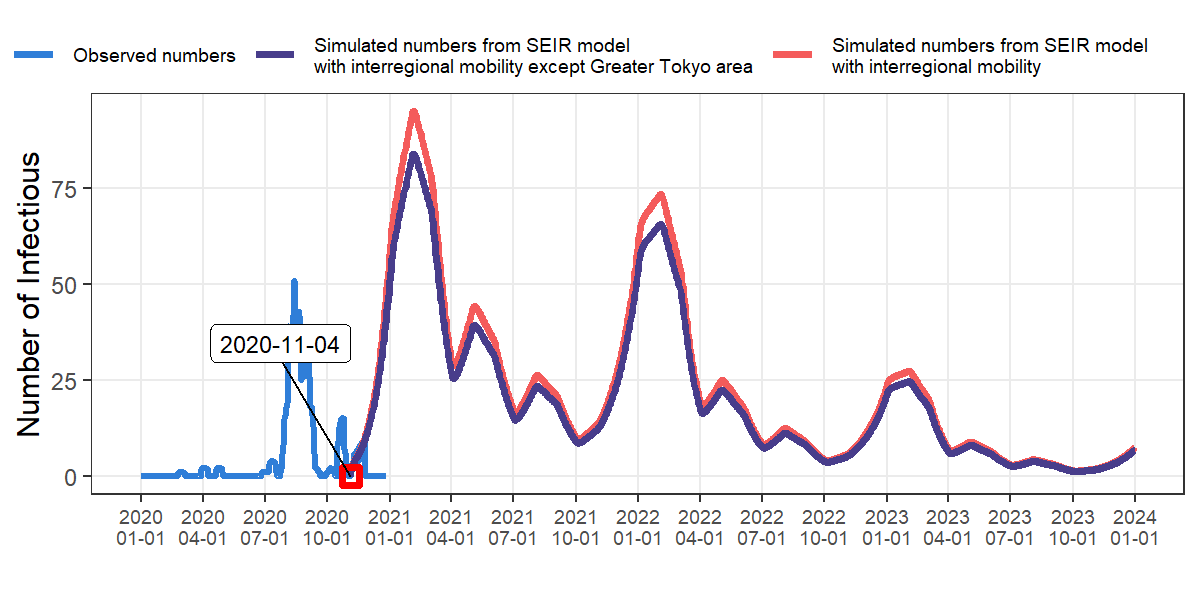 Observed numbers
Simulated numbers from SEIR model
with interregional mobility except Greater Tokyo area
Simulated numbers from SEIR model
with interregional mobility
Number of Infectious
75
50
25
0
2020-11-04
2020 2020 2020 2020 2021 2021 2021 2021 2022 2022 2022 2022 2023 2023 2023 2023 2024
01-01 04-01 07-01 10-01 01-01 04-01 07-01 10-01 01-01 04-01 07-01 10-01 01-01 04-01 07-01 10-01 01-01